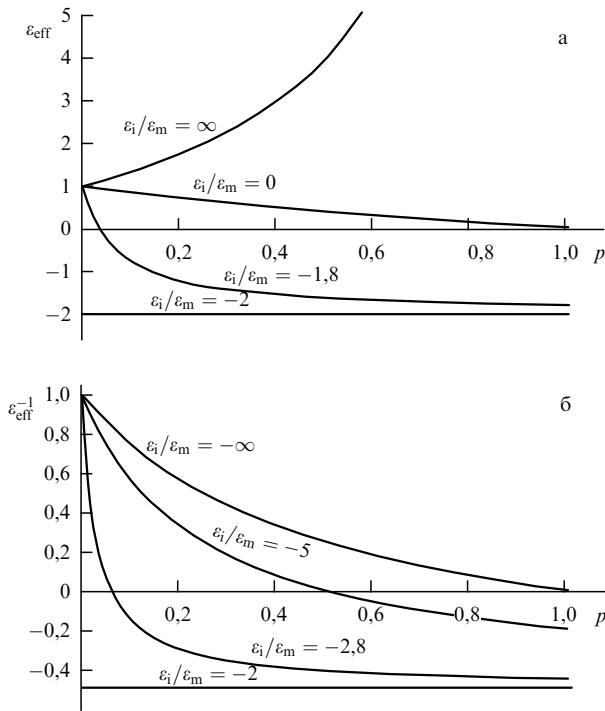 ε_eff
5
а
4
3
ε_i/ε_m = ∞
2
1
ε_i/ε_m = 0
0
0,2
0,4
0,6
0,8
1,0
p
−1
ε_i/ε_m = −1,8
ε_i/ε_m = −2
−2
ε_eff^−1
1,0
б
0,8
ε_i/ε_m = −∞
0,6
0,4
ε_i/ε_m = −5
0,2
0
0,2
0,4
0,6
0,8
1,0
p
−0,2
ε_i/ε_m = −2,8
−0,4
ε_i/ε_m = −2